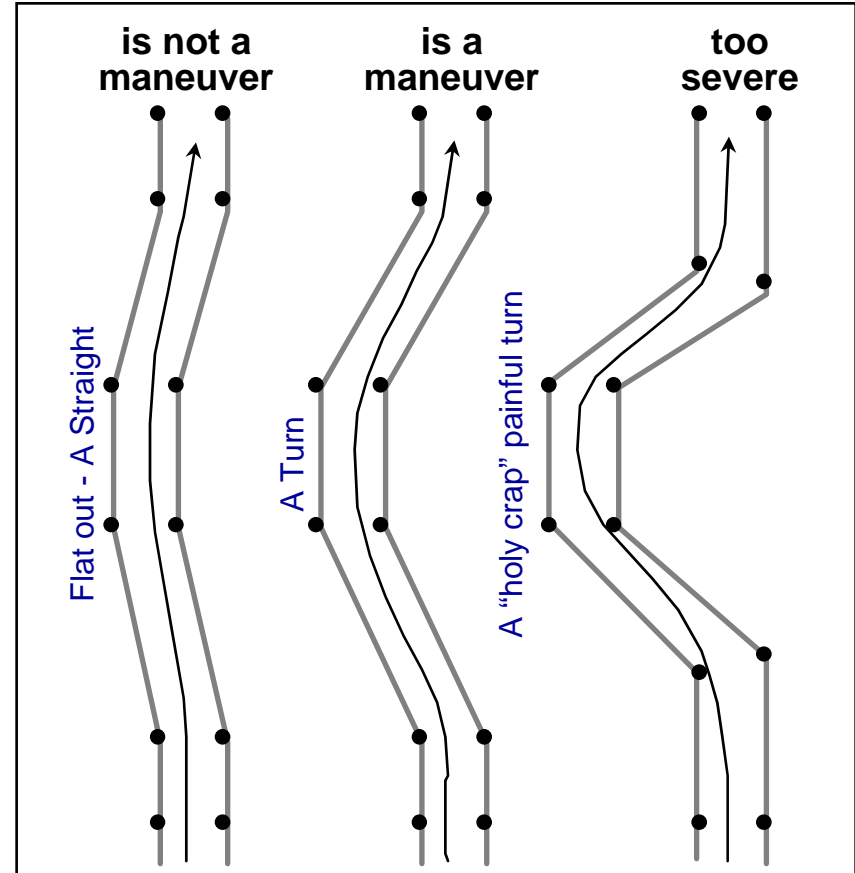 is not a
maneuver
is a
maneuver
too
severe
Flat out - A Straight
A Turn
A “holy crap” painful turn